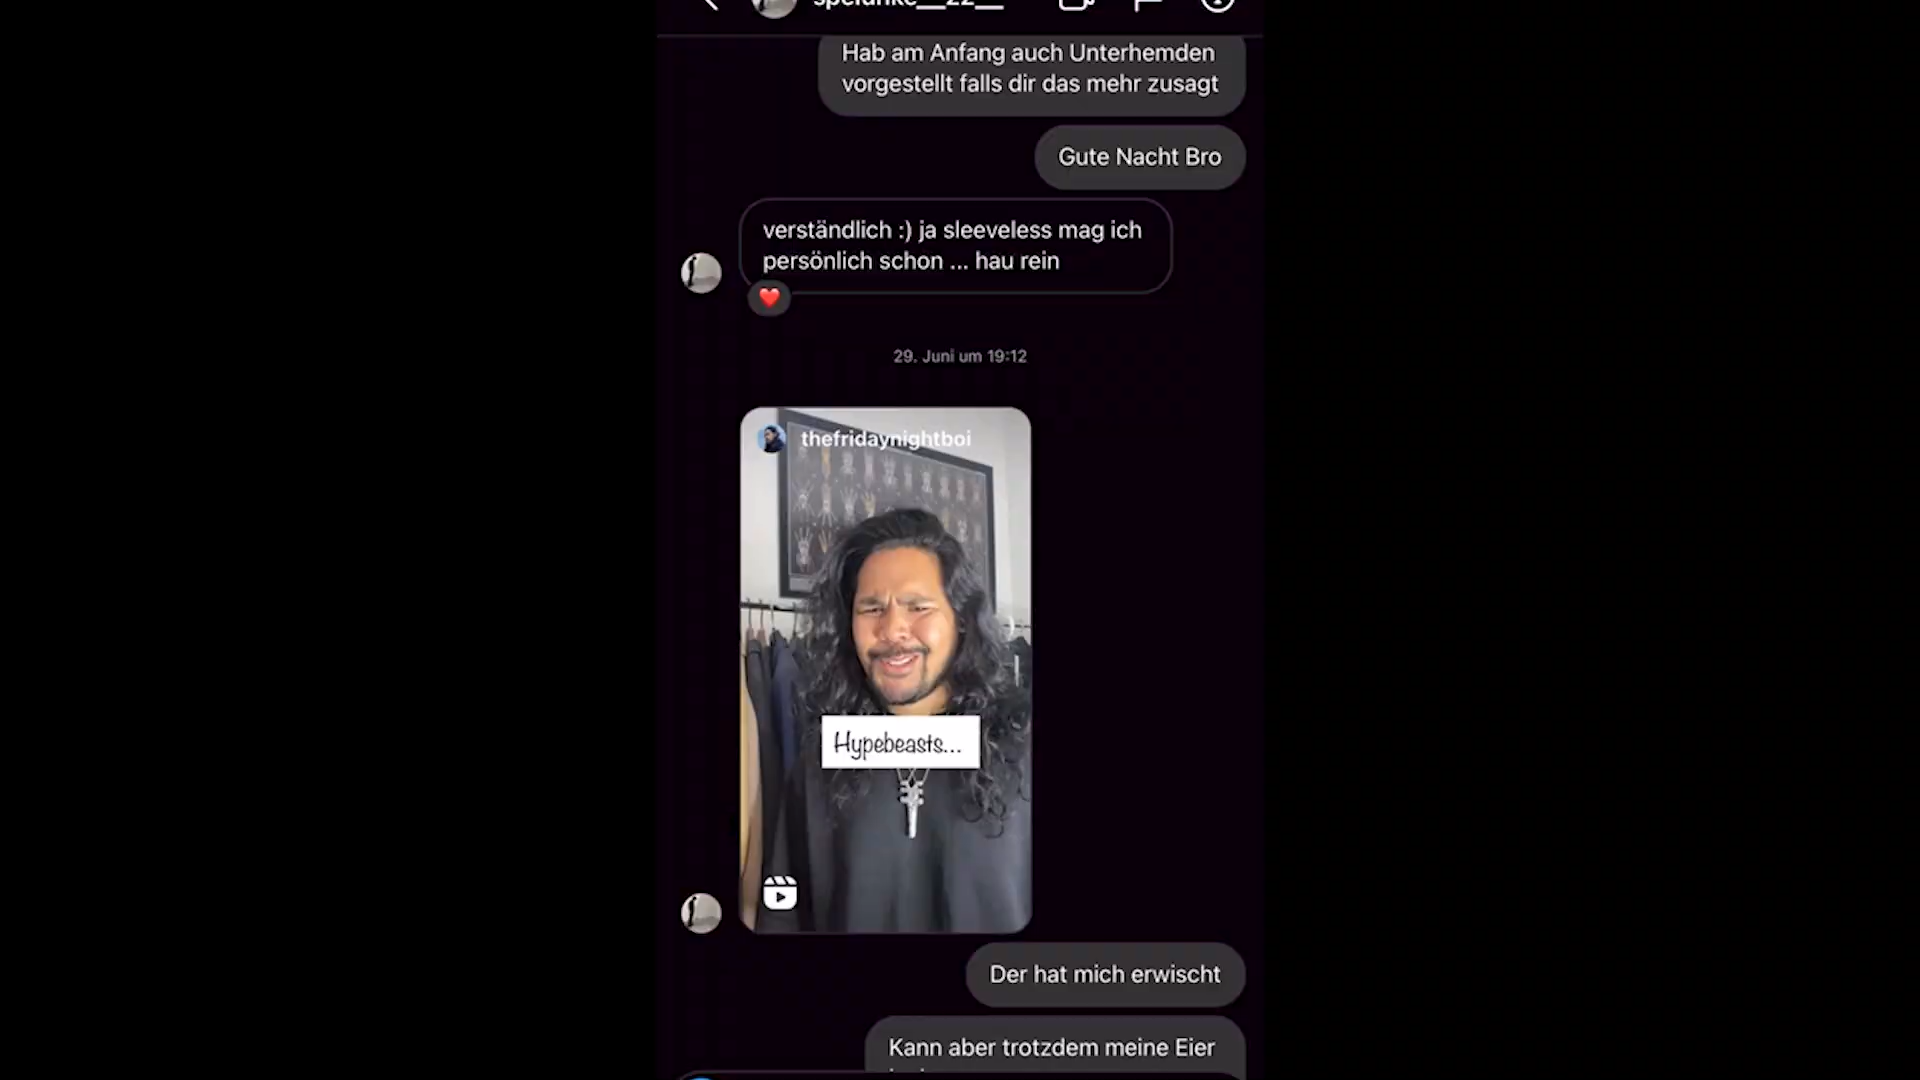 Hab am Anfang auch Unterhemden
vorgestellt falls dir das mehr zusagt
Gute Nacht Bro
verständlich :) ja sleeveless mag ich
persönlich schon ... hau rein
29. Juni um 19:12
thefridaynightboi
Hypebeasts...
Der hat mich erwischt
Kann aber trotzdem meine Eier